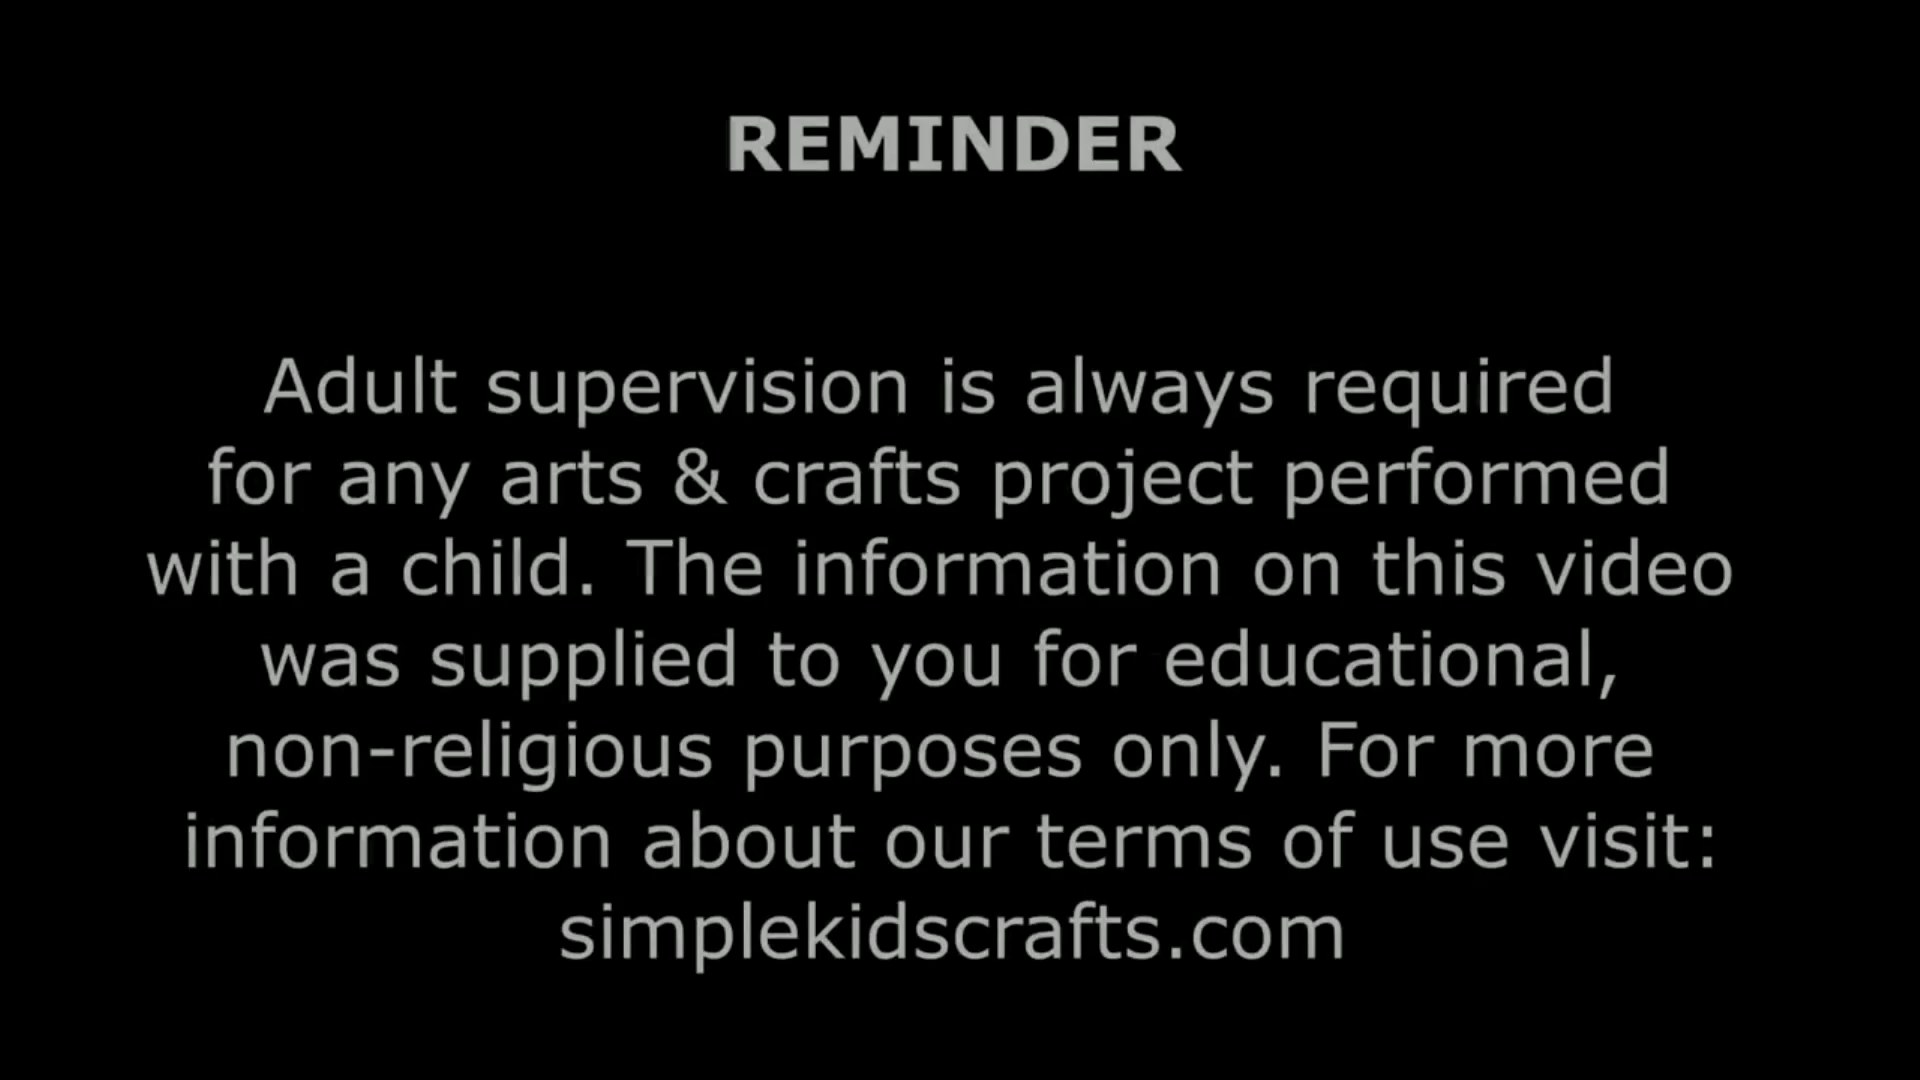 REMINDER
Adult supervision is always required
for any arts & crafts project performed
with a child. The information on this video
was supplied to you for educational,
non-religious purposes only. For more
information about our terms of use visit:
simplekidscrafts.com